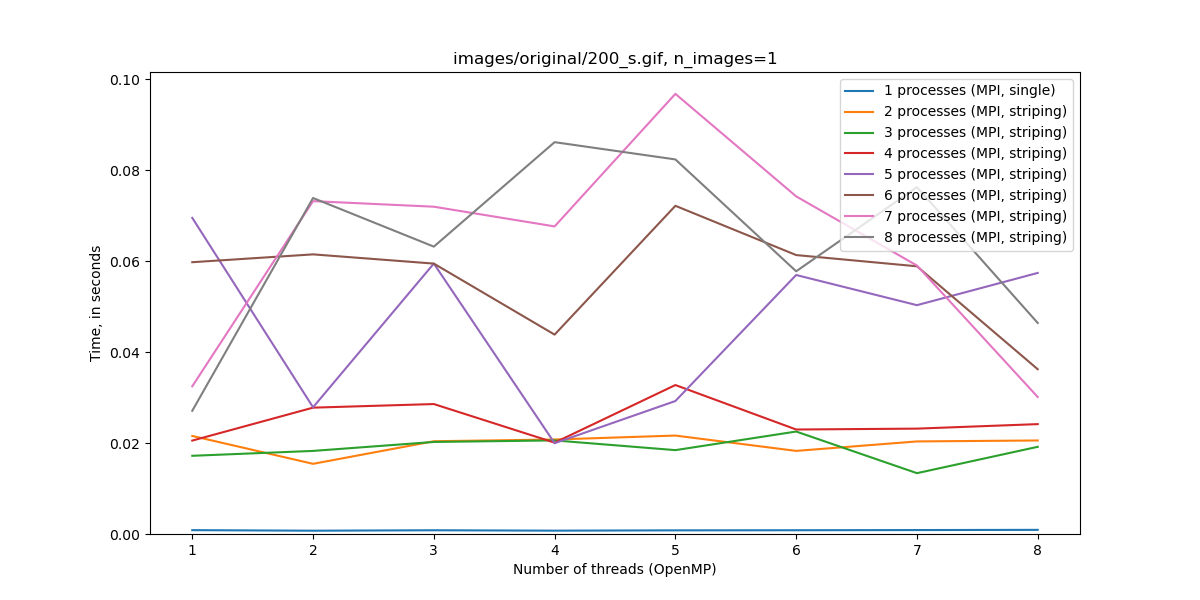 images/original/200_s.gif, n_images=1
0.10
0.08
0.06
0.04
0.02
0.00
Time, in seconds
1 processes (MPI, single)
2 processes (MPI, striping)
3 processes (MPI, striping)
4 processes (MPI, striping)
5 processes (MPI, striping)
6 processes (MPI, striping)
7 processes (MPI, striping)
8 processes (MPI, striping)
1 2 3 4 5 6 7 8
Number of threads (OpenMP)